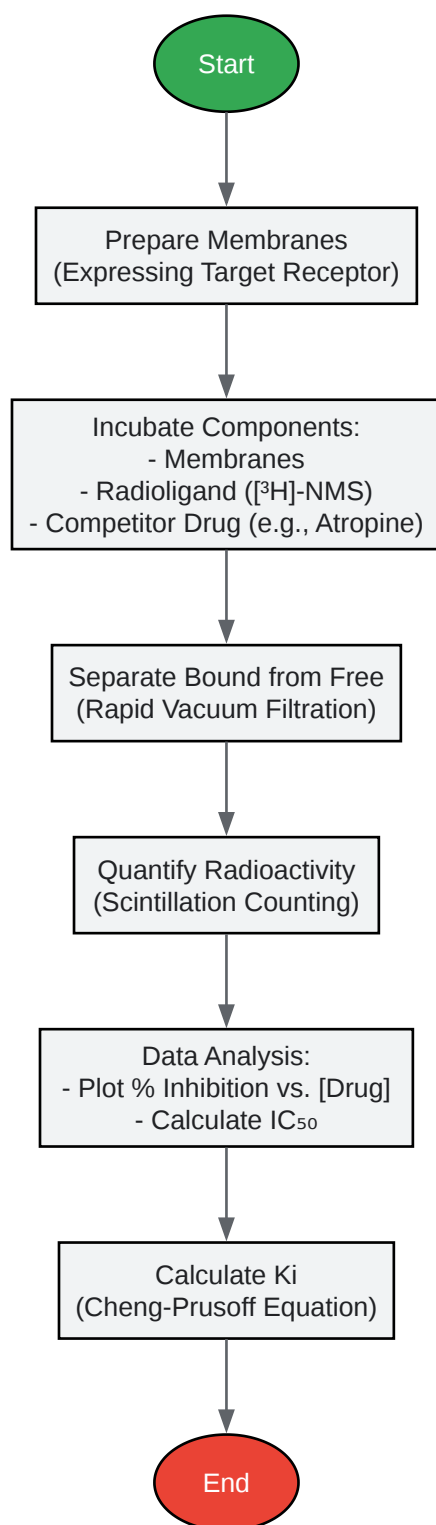 Start
Prepare Membranes
(Expressing Target Receptor)
Incubate Components:
- Membranes
- Radioligand ([³H]-NMS)
- Competitor Drug (e.g., Atropine)
Separate Bound from Free
(Rapid Vacuum Filtration)
Quantify Radioactivity
(Scintillation Counting)
Data Analysis:
- Plot % Inhibition vs. [Drug]
- Calculate IC₅₀
Calculate Ki
(Cheng-Prusoff Equation)
End